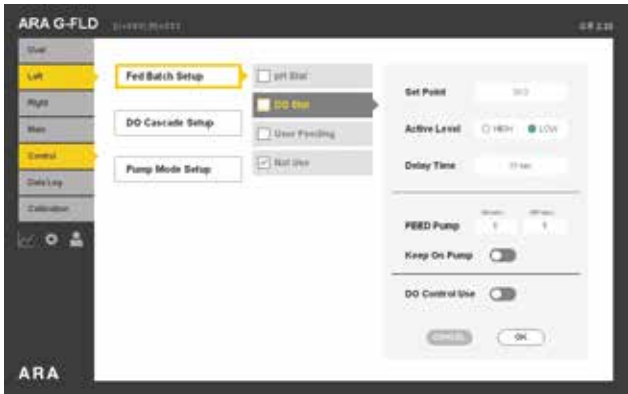 ARA G-FLD
User
Left
Right
Main
Control
Data Log
Calibration
Fed Batch Setup
DO Cascade Setup
Pump Mode Setup
pH Stat
DO Stat
User Feeding
Not Use
Set Point
Active Level HIGH LOW
Delay Time
FEED Pump 1 1
Keep On Pump
DO Control Use
CANCEL OK
ARA